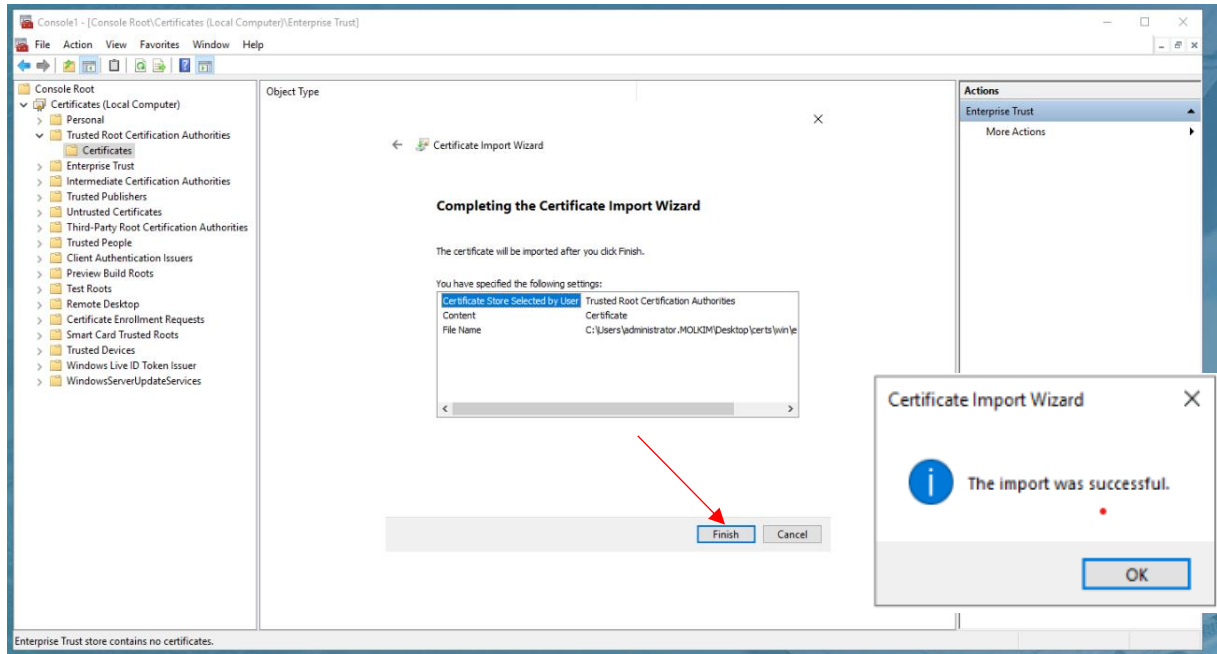 Console1 - [Console Root\Certificates (Local Computer)\Enterprise Trust]
File Action View Favorites Window Help
Console Root
Certificates (Local Computer)
Personal
Trusted Root Certification Authorities
Certificates
Enterprise Trust
Intermediate Certification Authorities
Trusted Publishers
Untrusted Certificates
Third-Party Root Certification Authorities
Trusted People
Client Authentication Issuers
Preview Build Roots
Test Roots
Remote Desktop
Certificate Enrollment Requests
Smart Card Trusted Roots
Trusted Devices
Windows Live ID Token Issuer
WindowsServerUpdateServices
Object Type
Certificate Import Wizard
Completing the Certificate Import Wizard
The certificate will be imported after you click Finish.
You have specified the following settings:
Certificate Store Selected by User Trusted Root Certification Authorities
Content Certificate
File Name C:\Users\administrator.MOLKIM\Desktop\certs\win\e
Finish Cancel
Actions
Enterprise Trust
More Actions
Certificate Import Wizard
The import was successful.
OK
Enterprise Trust store contains no certificates.